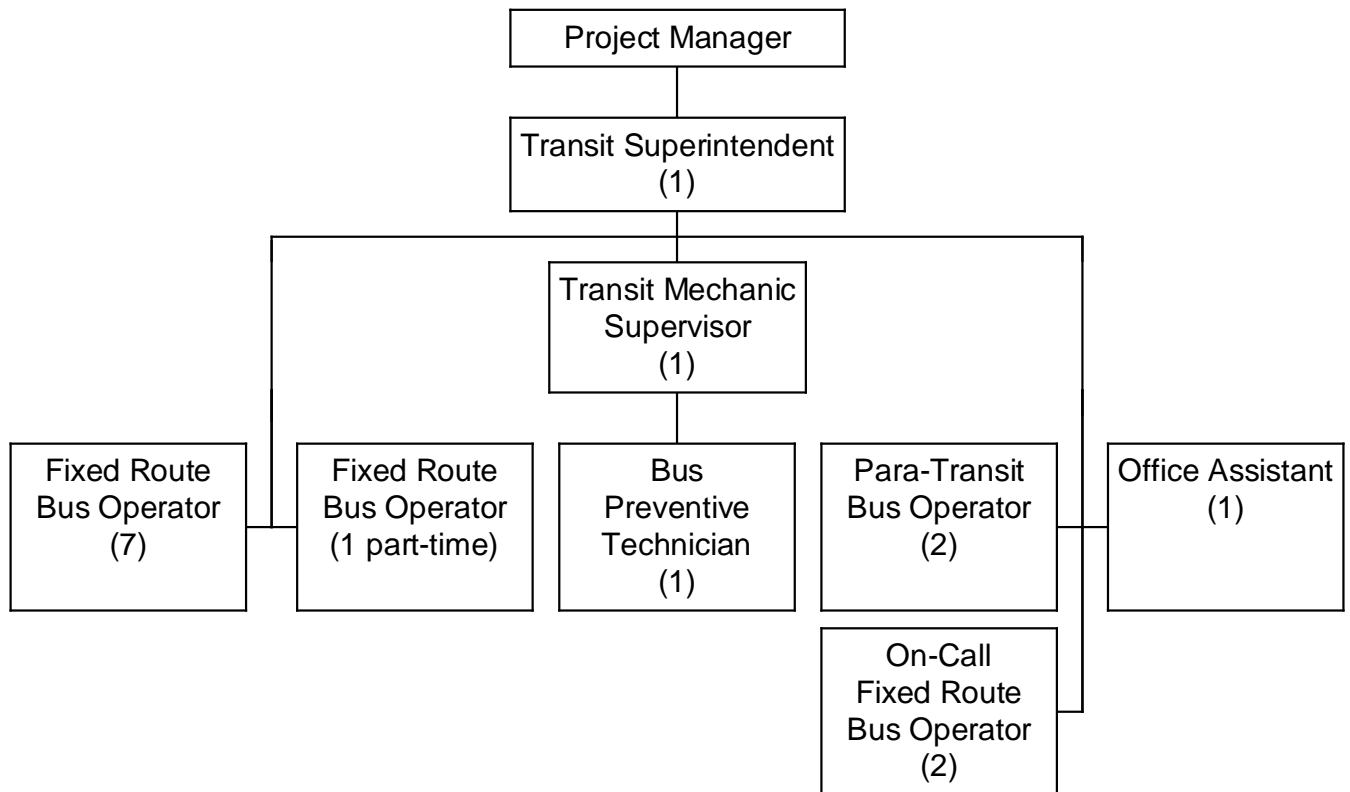 Project Manager
Transit Superintendent
(1)
Transit Mechanic
Supervisor
(1)
Fixed Route
Bus Operator
(7)
Fixed Route
Bus Operator
(1 part-time)
Bus
Preventive
Technician
(1)
Para-Transit
Bus Operator
(2)
Office Assistant
(1)
On-Call
Fixed Route
Bus Operator
(2)